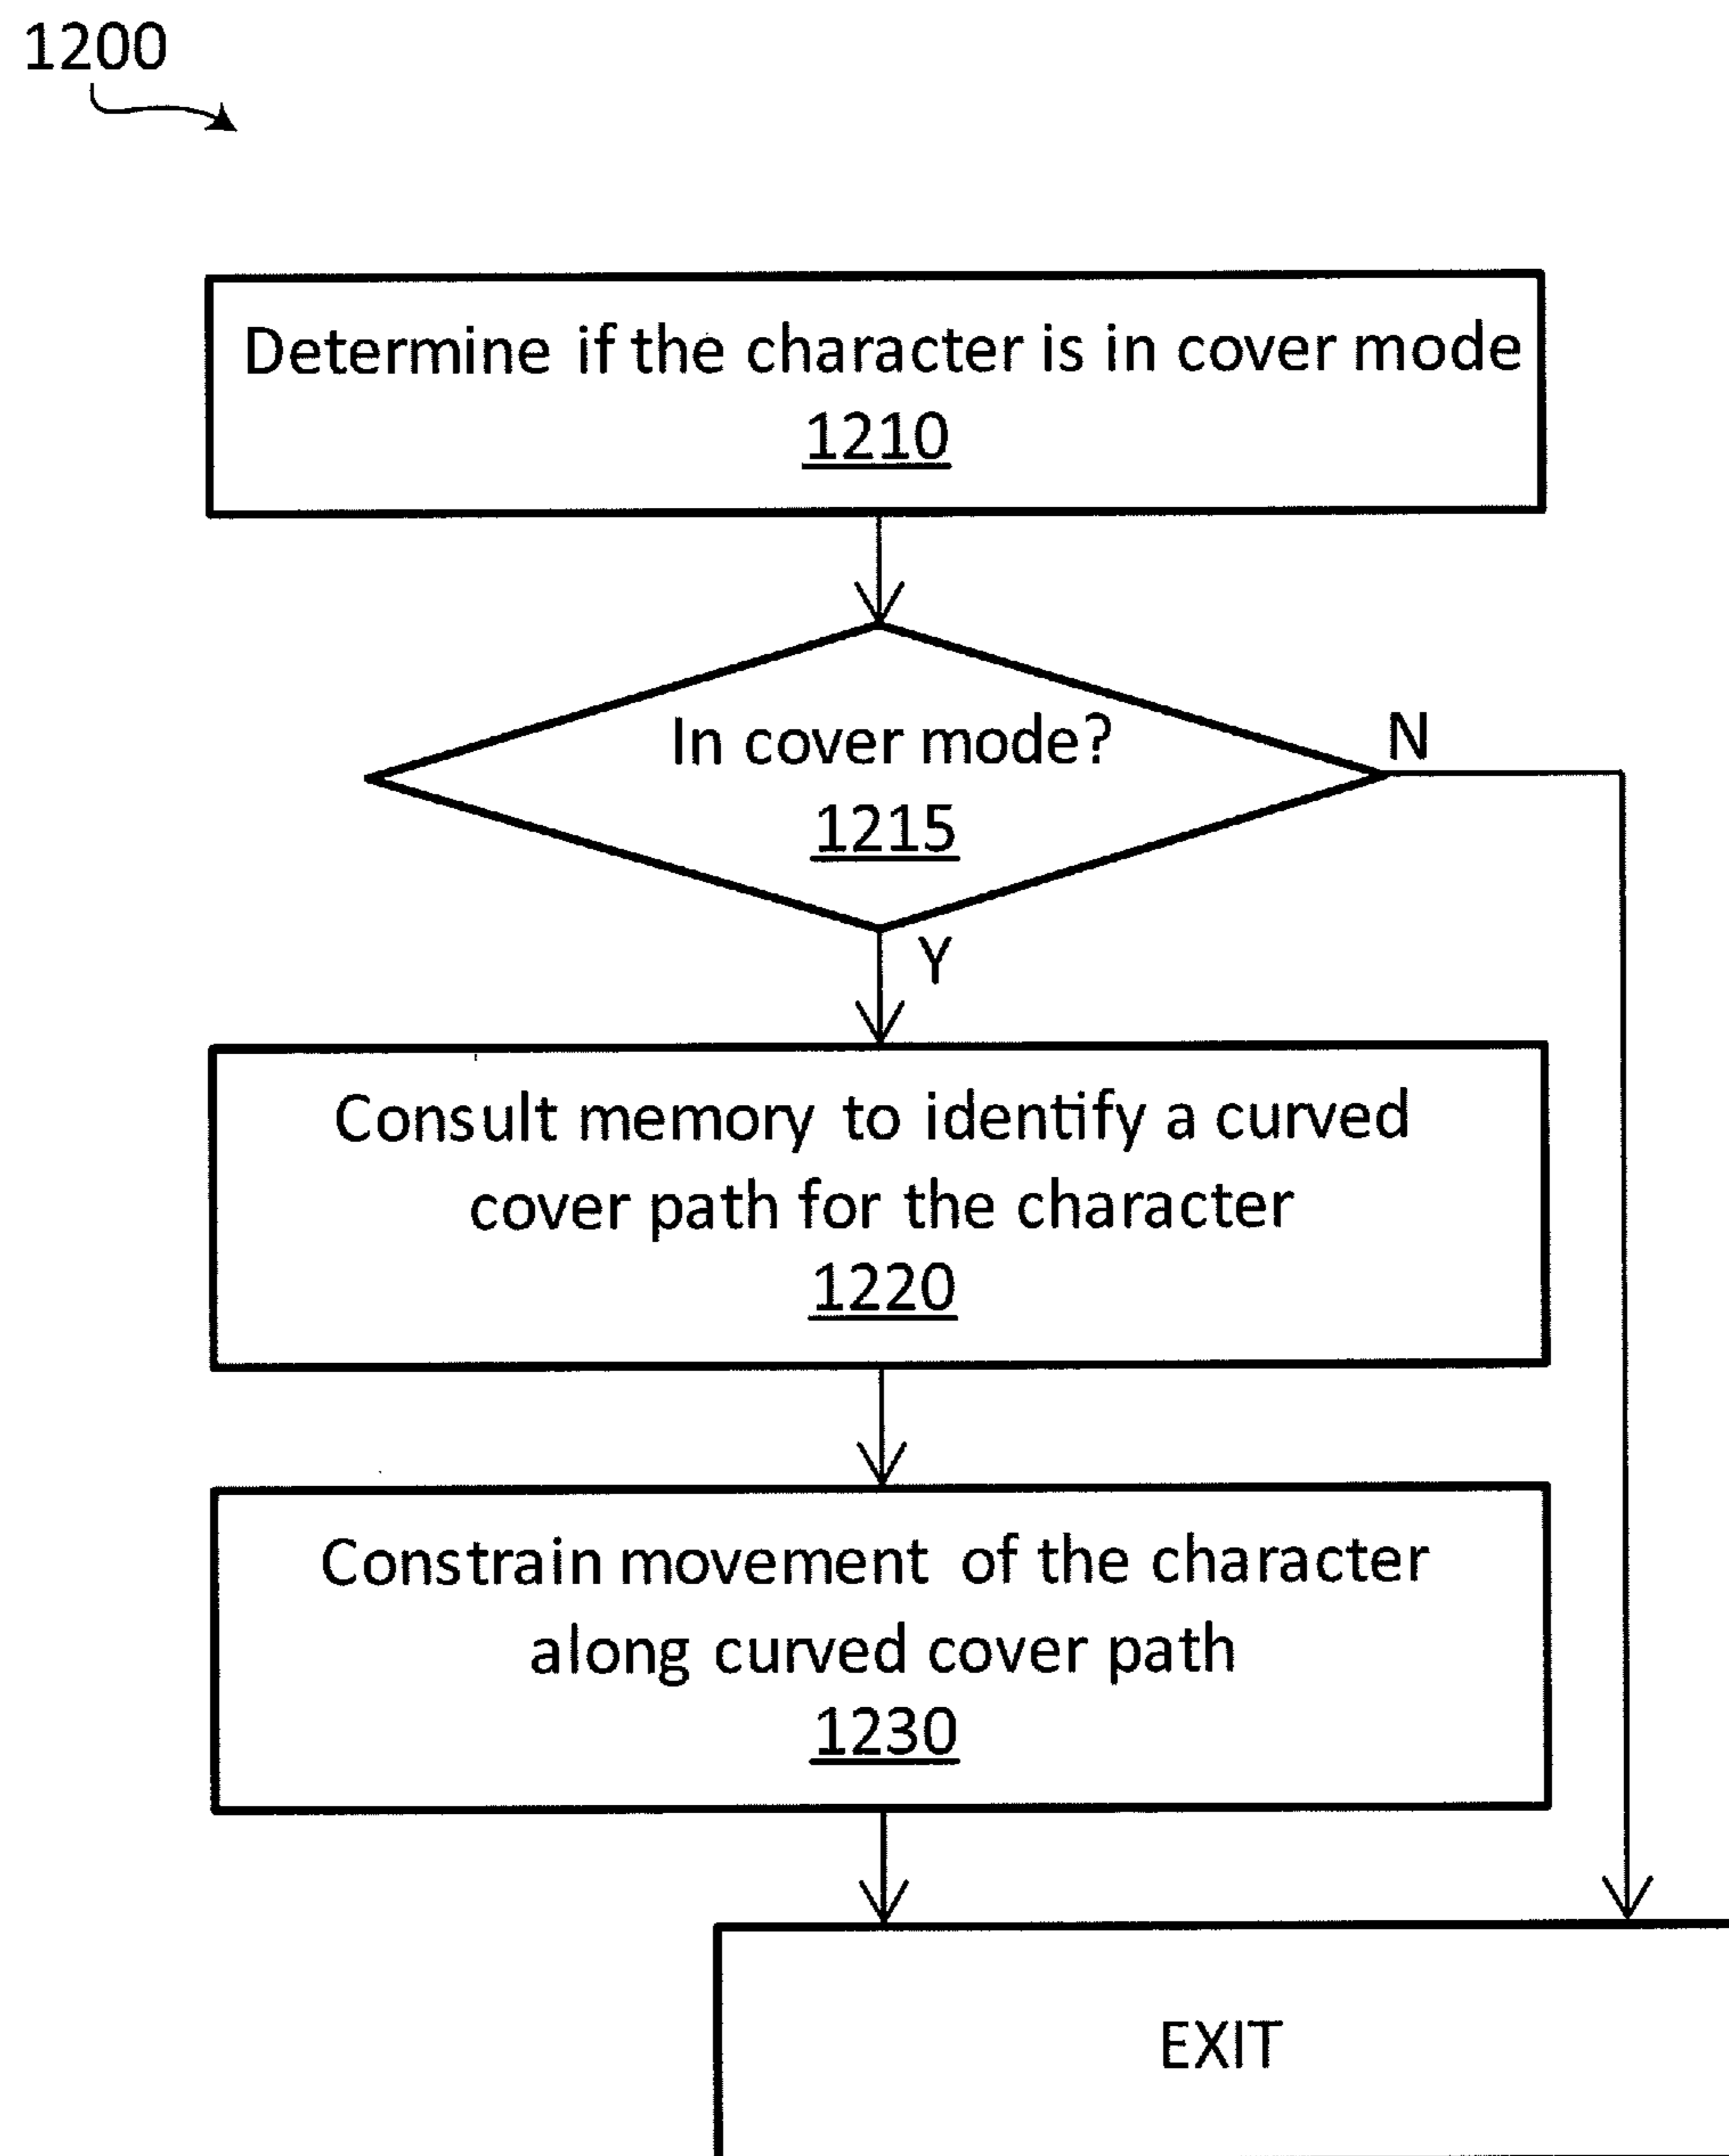 1200
Determine if the character is in cover mode
1210
In cover mode?
1215
N
Y
Consult memory to identify a curved
cover path for the character
1220
Constrain movement of the character
along curved cover path
1230
EXIT